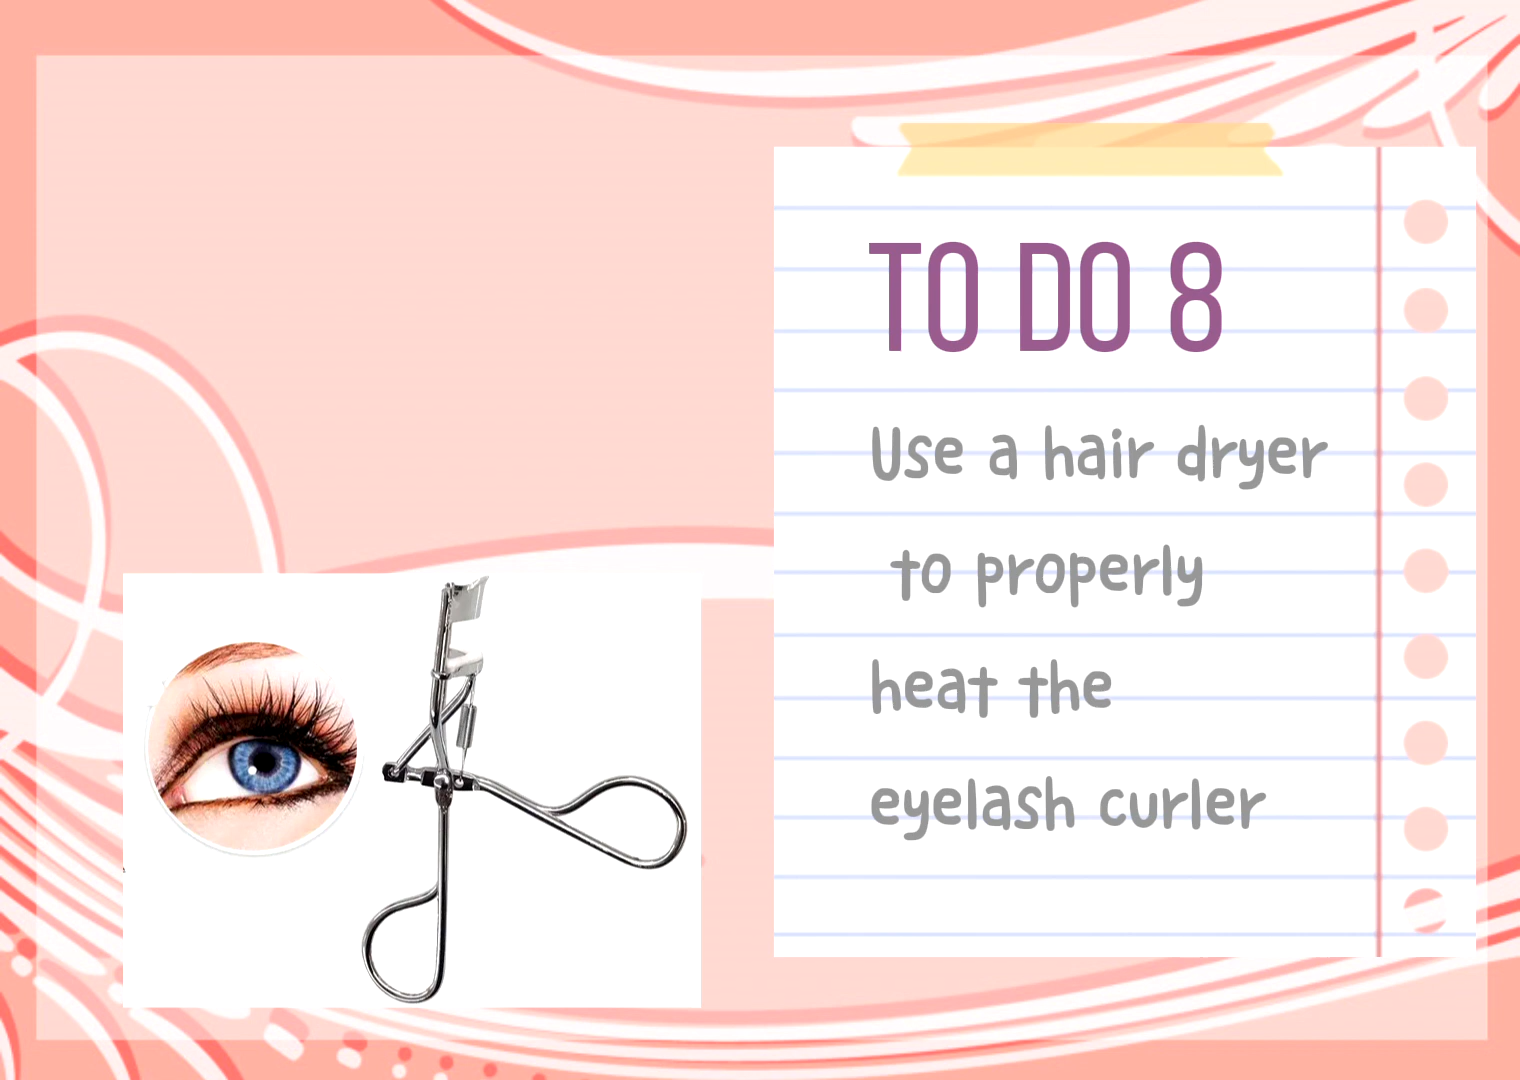 TO DO 8
Use a hair dryer
to properly
heat the
eyelash curler